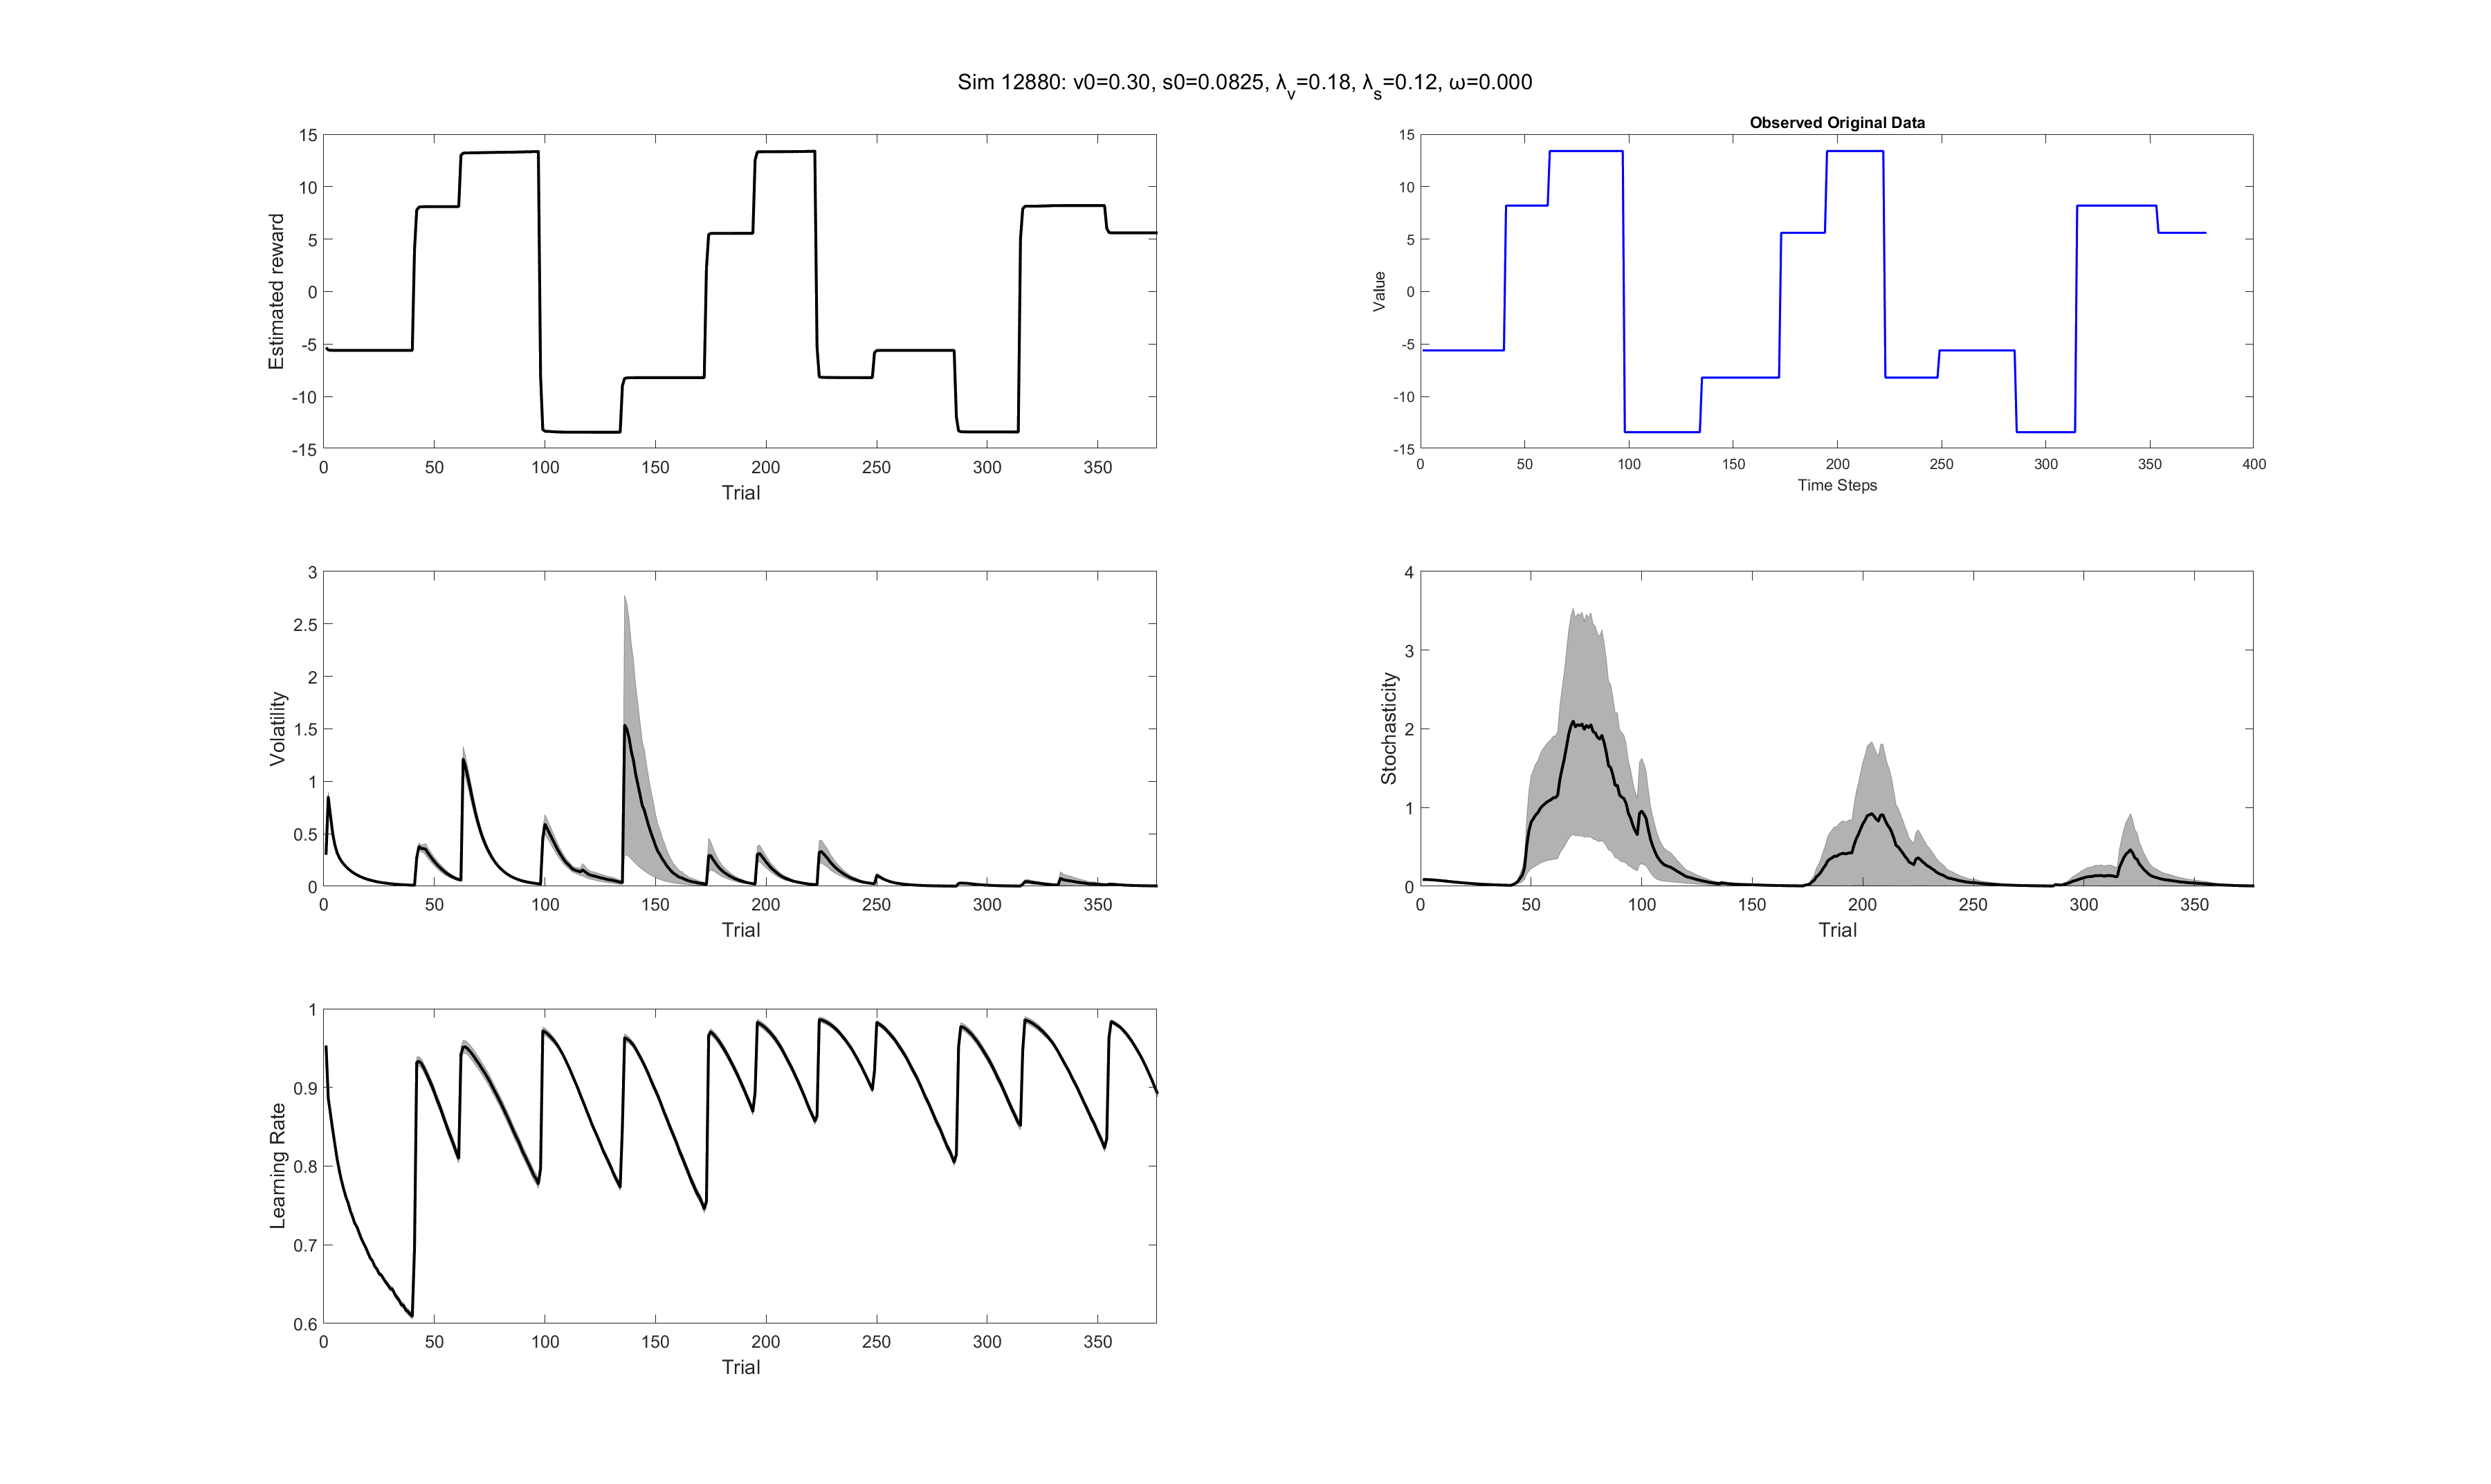 Sim 12880: v0=0.30, s0=0.0825, λv=0.18, λs=0.12, ω=0.000
15
10
5
0
-5
-10
-15
Estimated reward
0 50 100 150 200 250 300 350
Trial
Observed Original Data
15
10
5
0
-5
-10
-15
Value
0 50 100 150 200 250 300 350 400
Time Steps
3
2.5
2
1.5
1
0.5
0
Volatility
0 50 100 150 200 250 300 350
Trial
4
3
2
1
0
Stochasticity
0 50 100 150 200 250 300 350
Trial
1
0.9
0.8
0.7
0.6
Learning Rate
0 50 100 150 200 250 300 350
Trial